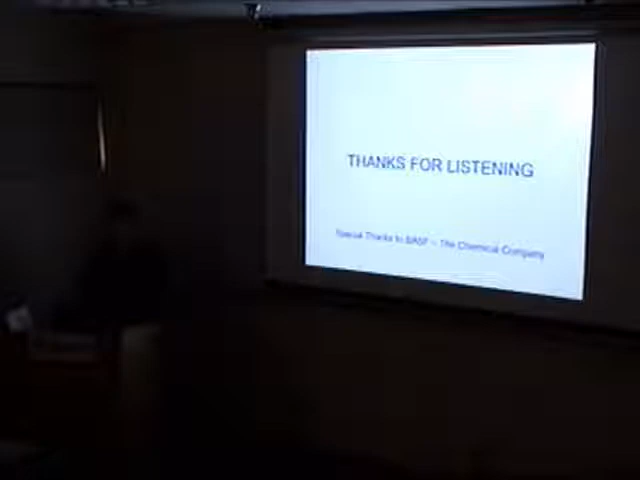 THANKS FOR LISTENING
Special Thanks to BASF – The Chemical Company